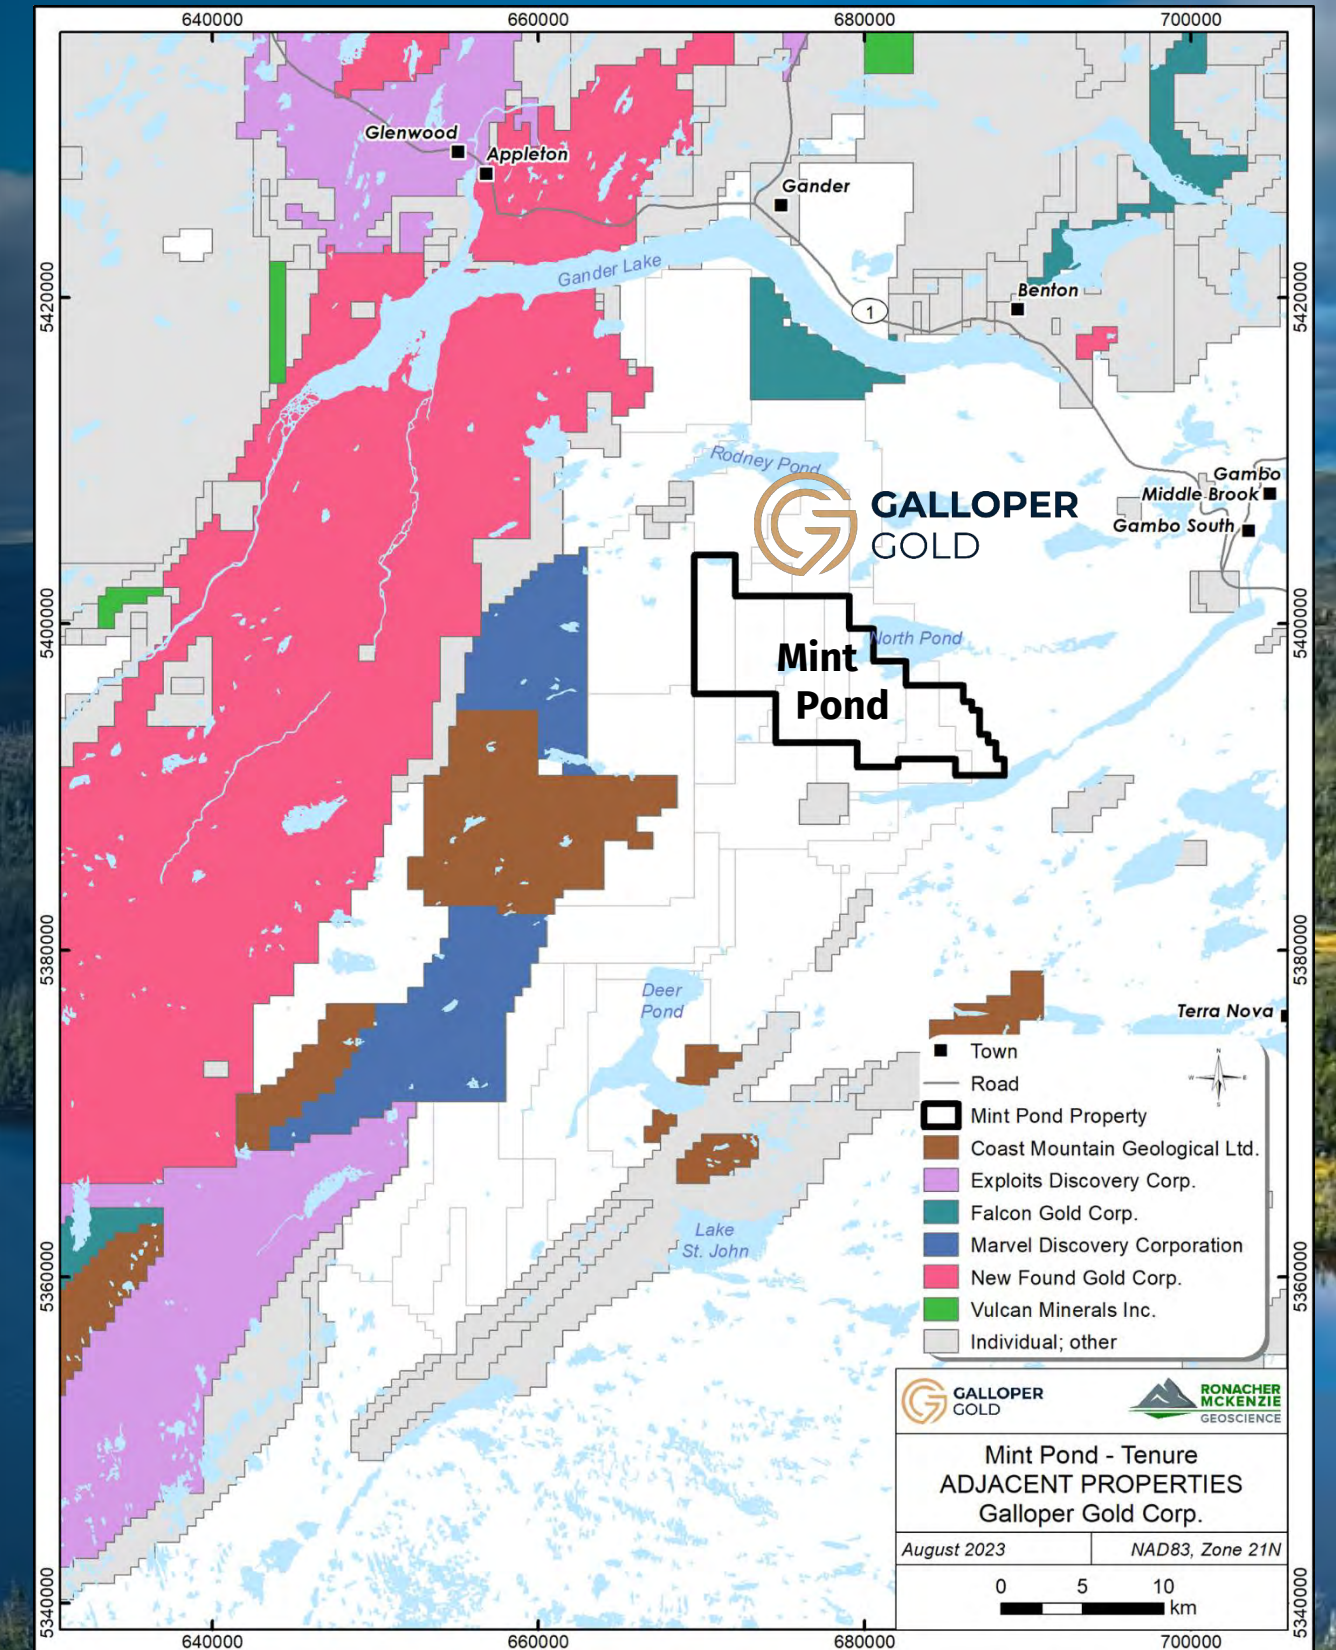 640000
660000
680000
700000
Glenwood
Appleton
Gander
Gander Lake
5420000
5420000
Benton
1
Rodney Pond
Gambo
Middle Brook
Gambo South
GALLOPER
GOLD
5400000
5400000
North Pond
Mint
Pond
5380000
5380000
Deer
Pond
Terra Nova
Town
Road
Mint Pond Property
Coast Mountain Geological Ltd.
Exploits Discovery Corp.
Falcon Gold Corp.
Marvel Discovery Corporation
New Found Gold Corp.
Vulcan Minerals Inc.
Individual; other
N
W
E
S
Lake
St. John
5360000
5360000
GALLOPER
GOLD
RONACHER
MCKENZIE
GEOSCIENCE
Mint Pond - Tenure
ADJACENT PROPERTIES
Galloper Gold Corp.
August 2023
NAD83, Zone 21N
0 5 10
km
5340000
5340000
640000
660000
680000
700000